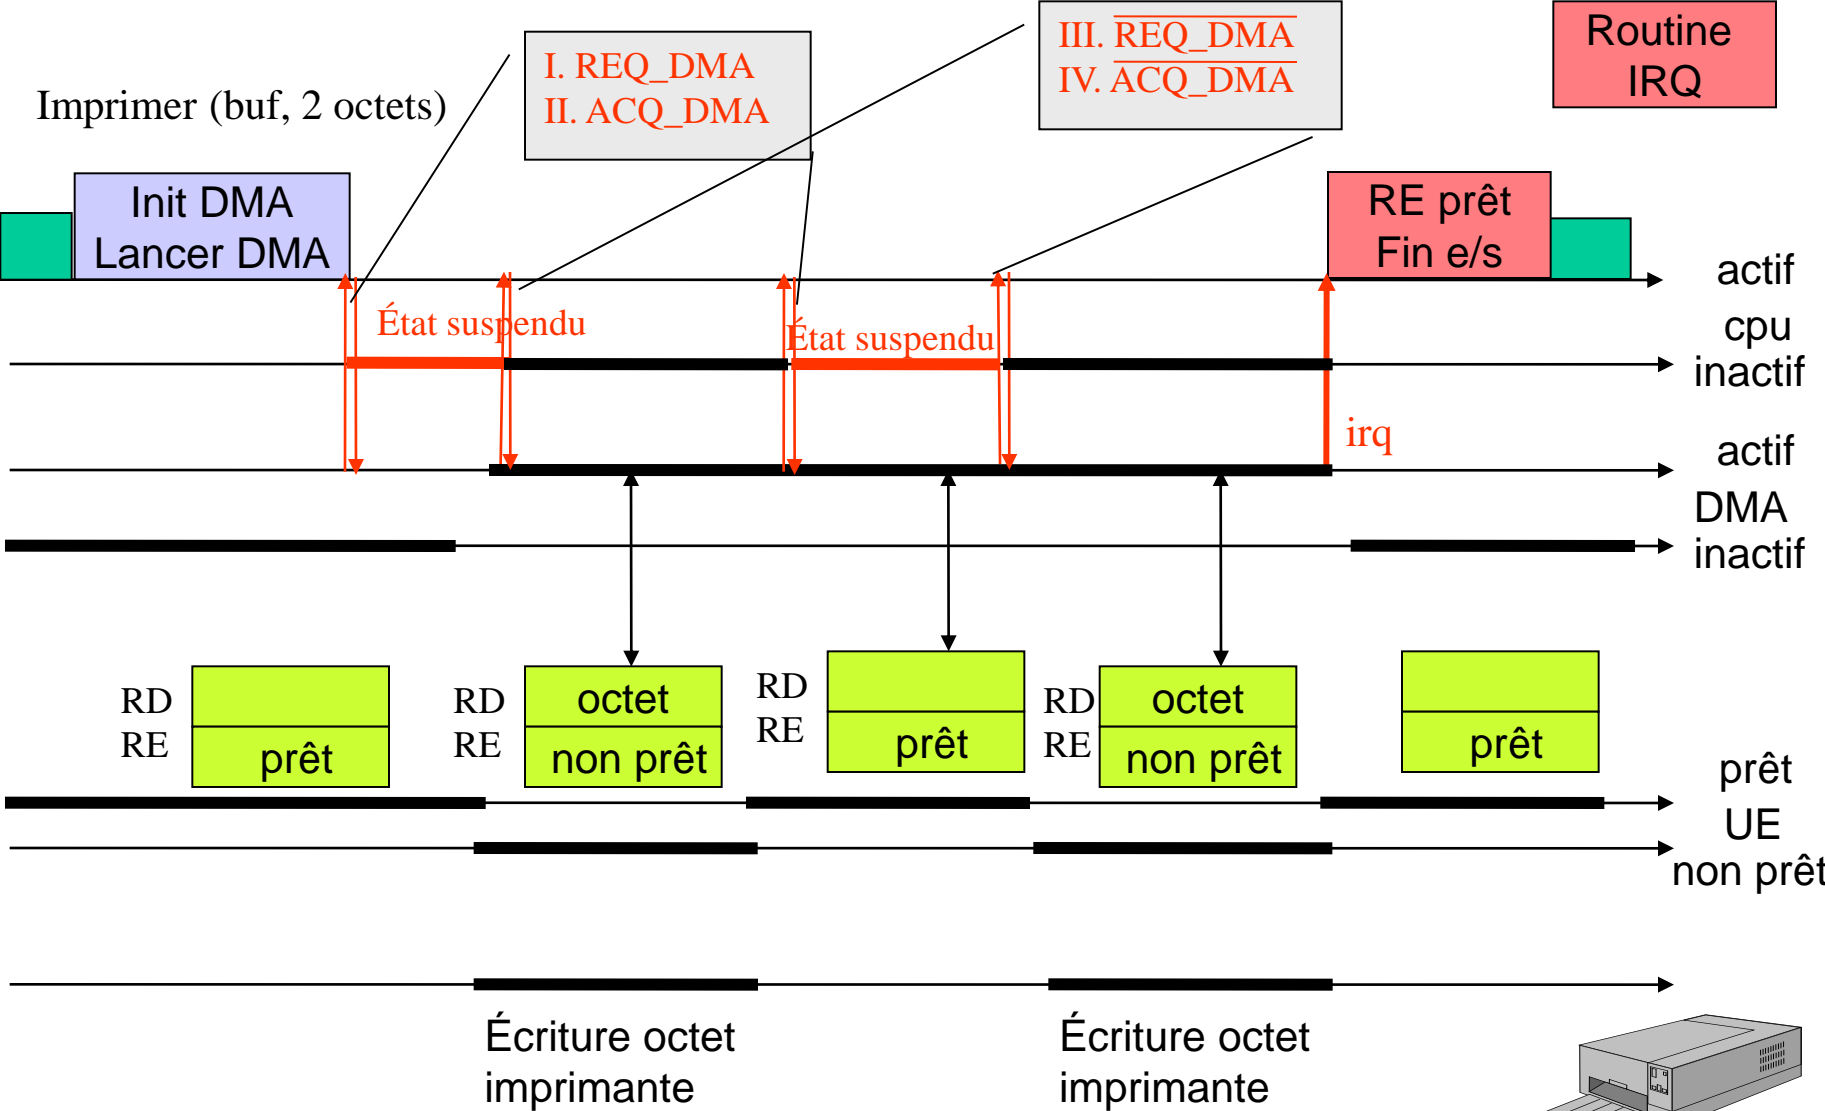 I. REQ_DMA
II. ACQ_DMA
III. REQ_DMA
IV. ACQ_DMA
Routine
IRQ
Imprimer (buf, 2 octets)
Init DMA
Lancer DMA
RE prêt
Fin e/s
actif
cpu
inactif
État suspendu
État suspendu
irq
actif
DMA
inactif
RD
RE
prêt
RD
RE
octet
non prêt
RD
RE
prêt
RD
RE
octet
non prêt
prêt
prêt
UE
non prêt
Écriture octet
imprimante
Écriture octet
imprimante